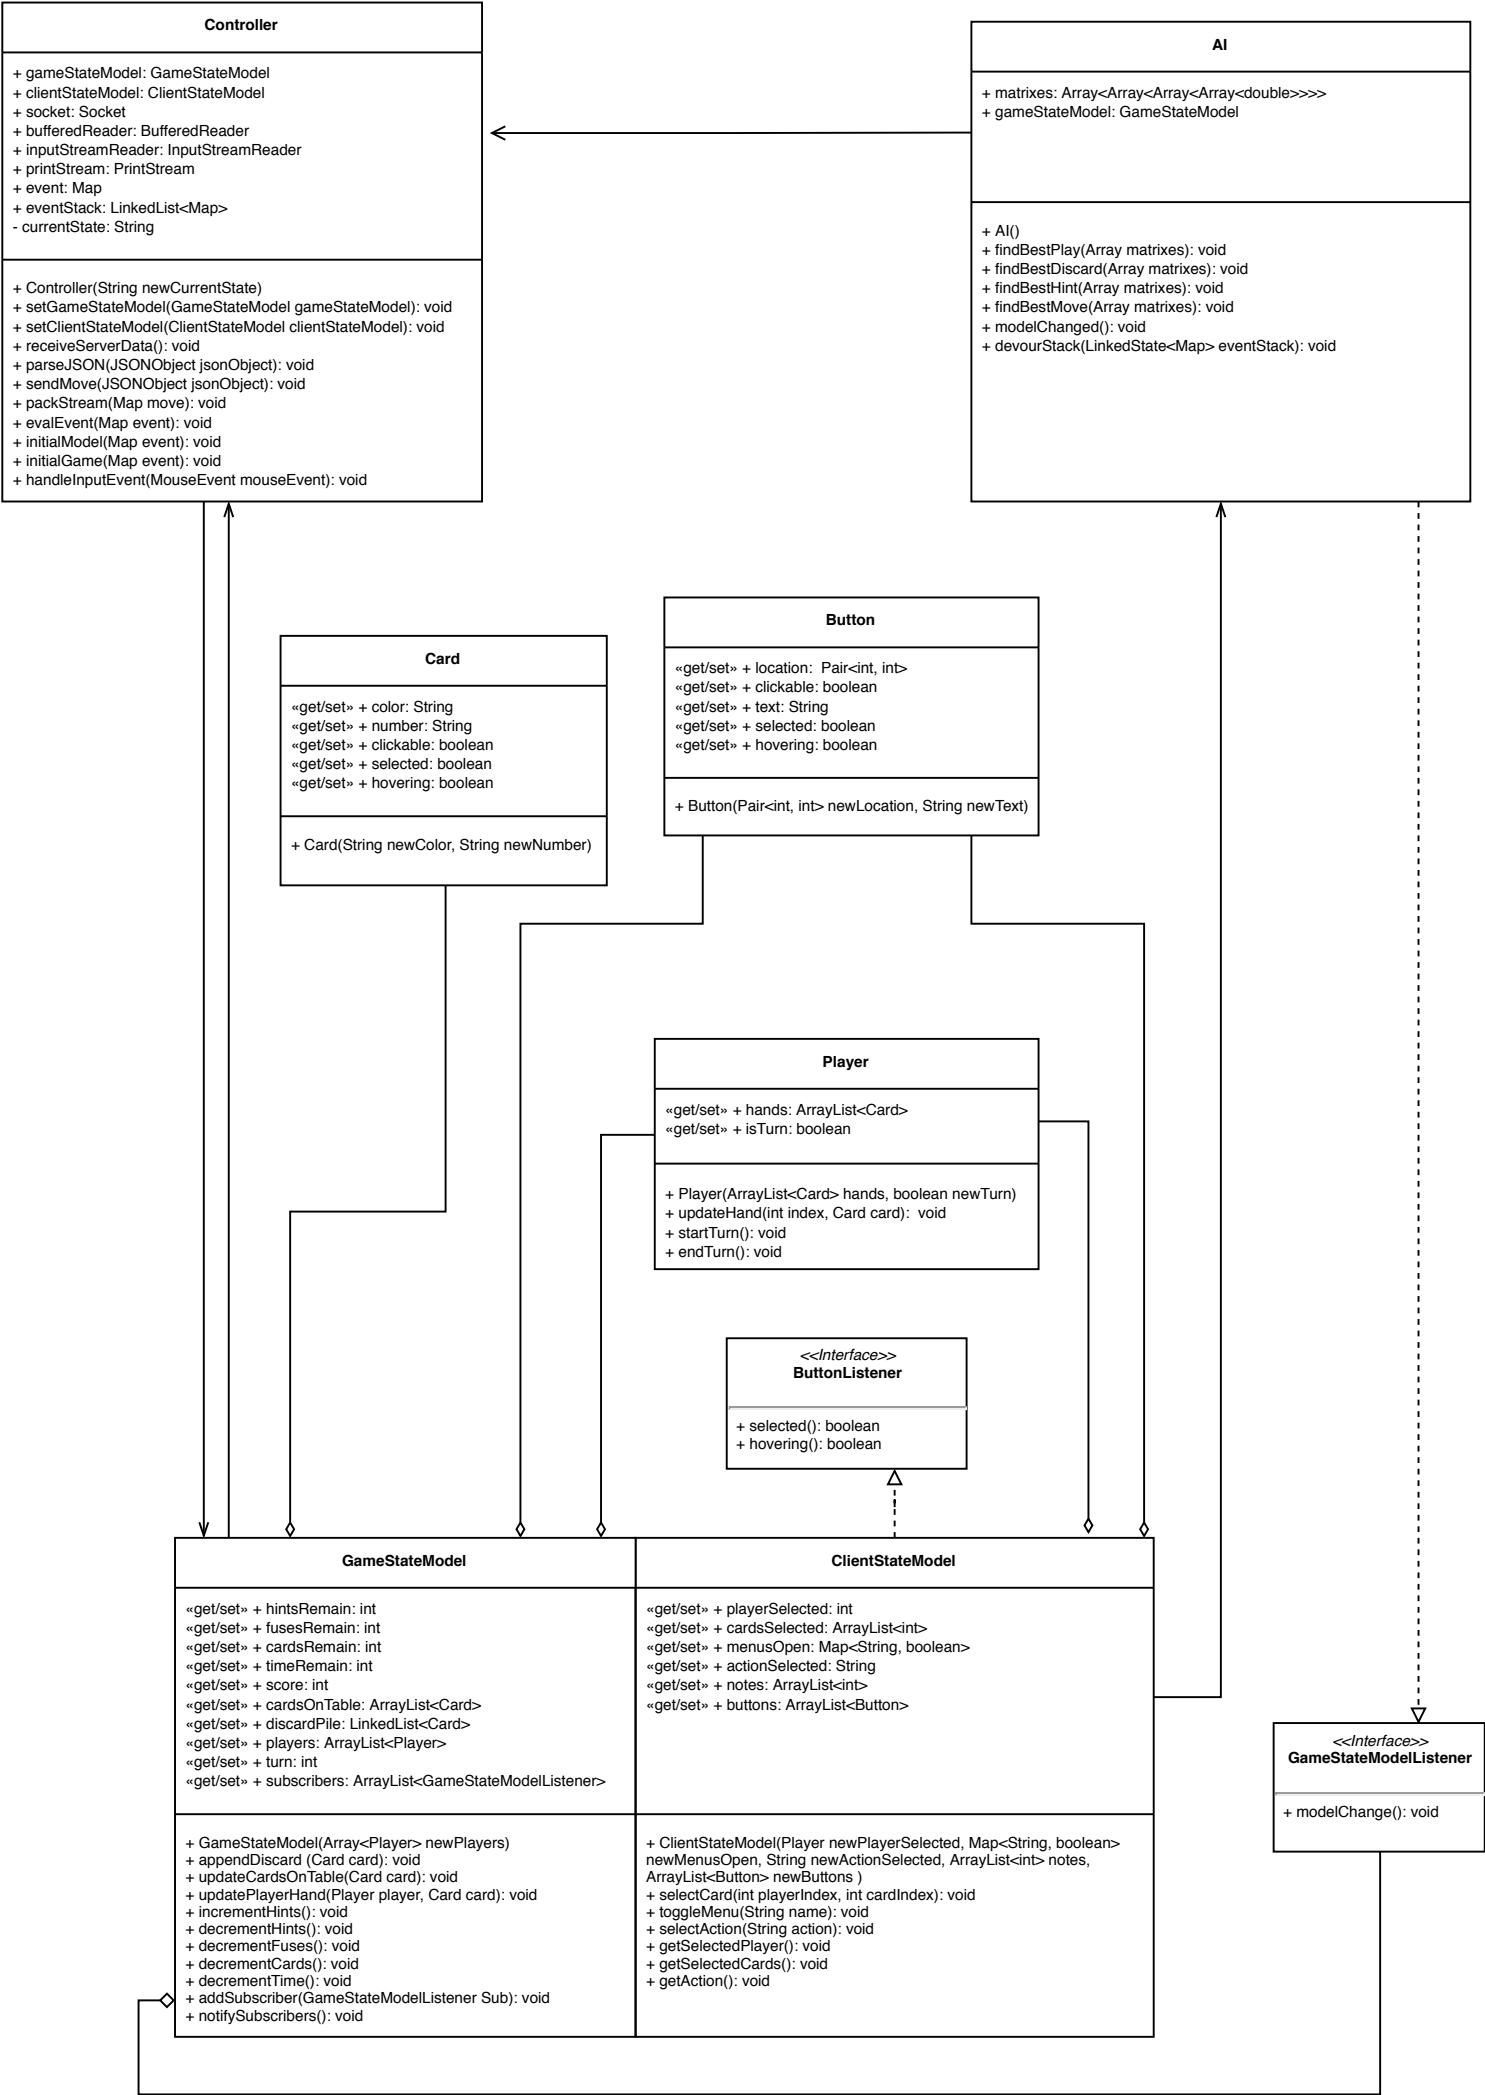 Controller
+ gameStateModel: GameStateModel
+ clientStateModel: ClientStateModel
+ socket: Socket
+ bufferedReader: BufferedReader
+ inputStreamReader: InputStreamReader
+ printStream: PrintStream
+ event: Map
+ eventStack: LinkedList<Map>
- currentState: String
+ Controller(String newCurrentState)
+ setGameStateModel(GameStateModel gameStateModel): void
+ setClientStateModel(ClientStateModel clientStateModel): void
+ receiveServerData(): void
+ parseJSON(JSONObject jsonObject): void
+ sendMove(JSONObject jsonObject): void
+ packStream(Map move): void
+ evalEvent(Map event): void
+ initialModel(Map event): void
+ initialGame(Map event): void
+ handleInputEvent(MouseEvent mouseEvent): void
AI
+ matrixes: Array<Array<Array<Array<double>>>>
+ gameStateModel: GameStateModel
+ AI()
+ findBestPlay(Array matrixes): void
+ findBestDiscard(Array matrixes): void
+ findBestHint(Array matrixes): void
+ findBestMove(Array matrixes): void
+ modelChanged(): void
+ devourStack(LinkedState<Map> eventStack): void
Card
«get/set» + color: String
«get/set» + number: String
«get/set» + clickable: boolean
«get/set» + selected: boolean
«get/set» + hovering: boolean
+ Card(String newColor, String newNumber)
Button
«get/set» + location:  Pair<int, int>
«get/set» + clickable: boolean
«get/set» + text: String
«get/set» + selected: boolean
«get/set» + hovering: boolean
+ Button(Pair<int, int> newLocation, String newText)
Player
«get/set» + hands: ArrayList<Card>
«get/set» + isTurn: boolean
+ Player(ArrayList<Card> hands, boolean newTurn)
+ updateHand(int index, Card card):  void
+ startTurn(): void
+ endTurn(): void
<<Interface>>
ButtonListener
+ selected(): boolean
+ hovering(): boolean
GameStateModel
«get/set» + hintsRemain: int
«get/set» + fusesRemain: int
«get/set» + cardsRemain: int
«get/set» + timeRemain: int
«get/set» + score: int
«get/set» + cardsOnTable: ArrayList<Card>
«get/set» + discardPile: LinkedList<Card>
«get/set» + players: ArrayList<Player>
«get/set» + turn: int
«get/set» + subscribers: ArrayList<GameStateModelListener>
+ GameStateModel(Array<Player> newPlayers)
+ appendDiscard (Card card): void
+ updateCardsOnTable(Card card): void
+ updatePlayerHand(Player player, Card card): void
+ incrementHints(): void
+ decrementHints(): void
+ decrementFuses(): void
+ decrementCards(): void
+ decrementTime(): void
+ addSubscriber(GameStateModelListener Sub): void
+ notifySubscribers(): void
ClientStateModel
«get/set» + playerSelected: int
«get/set» + cardsSelected: ArrayList<int>
«get/set» + menusOpen: Map<String, boolean>
«get/set» + actionSelected: String
«get/set» + notes: ArrayList<int>
«get/set» + buttons: ArrayList<Button>
+ ClientStateModel(Player newPlayerSelected, Map<String, boolean>
newMenusOpen, String newActionSelected, ArrayList<int> notes,
ArrayList<Button> newButtons )
+ selectCard(int playerIndex, int cardIndex): void
+ toggleMenu(String name): void
+ selectAction(String action): void
+ getSelectedPlayer(): void
+ getSelectedCards(): void
+ getAction(): void
<<Interface>>
GameStateModelListener
+ modelChange(): void